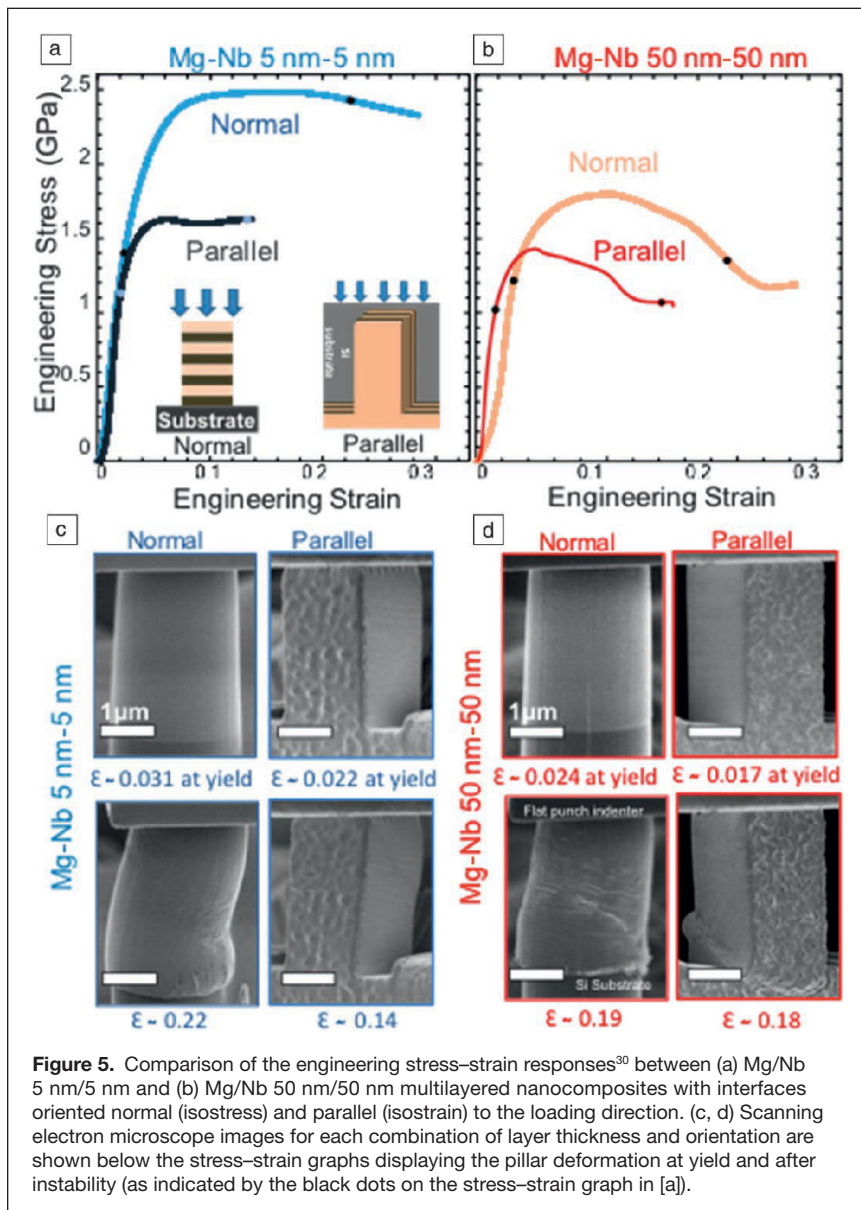 a
Mg-Nb 5 nm-5 nm
b
Mg-Nb 50 nm-50 nm
Engineering Stress (GPa)
2.5
2
1.5
1
0.5
0
Normal
Parallel
Substrate
Normal
Si
substrate
Parallel
0 0.1 0.2 0.3
Engineering Strain
Normal
Parallel
0 0.1 0.2 0.3
Engineering Strain
c
Normal
Parallel
Mg-Nb 5 nm-5 nm
1μm
Ɛ ~ 0.031 at yield
Ɛ ~ 0.022 at yield
Ɛ ~ 0.22
Ɛ ~ 0.14
d
Normal
Parallel
Mg-Nb 50 nm-50 nm
1μm
Ɛ ~ 0.024 at yield
Ɛ ~ 0.017 at yield
Flat punch indenter
Si Substrate
Ɛ ~ 0.19
Ɛ ~ 0.18
Figure 5. Comparison of the engineering stress–strain responses³⁰ between (a) Mg/Nb
5 nm/5 nm and (b) Mg/Nb 50 nm/50 nm multilayered nanocomposites with interfaces
oriented normal (isostress) and parallel (isostrain) to the loading direction. (c, d) Scanning
electron microscope images for each combination of layer thickness and orientation are
shown below the stress–strain graphs displaying the pillar deformation at yield and after
instability (as indicated by the black dots on the stress–strain graph in [a]).